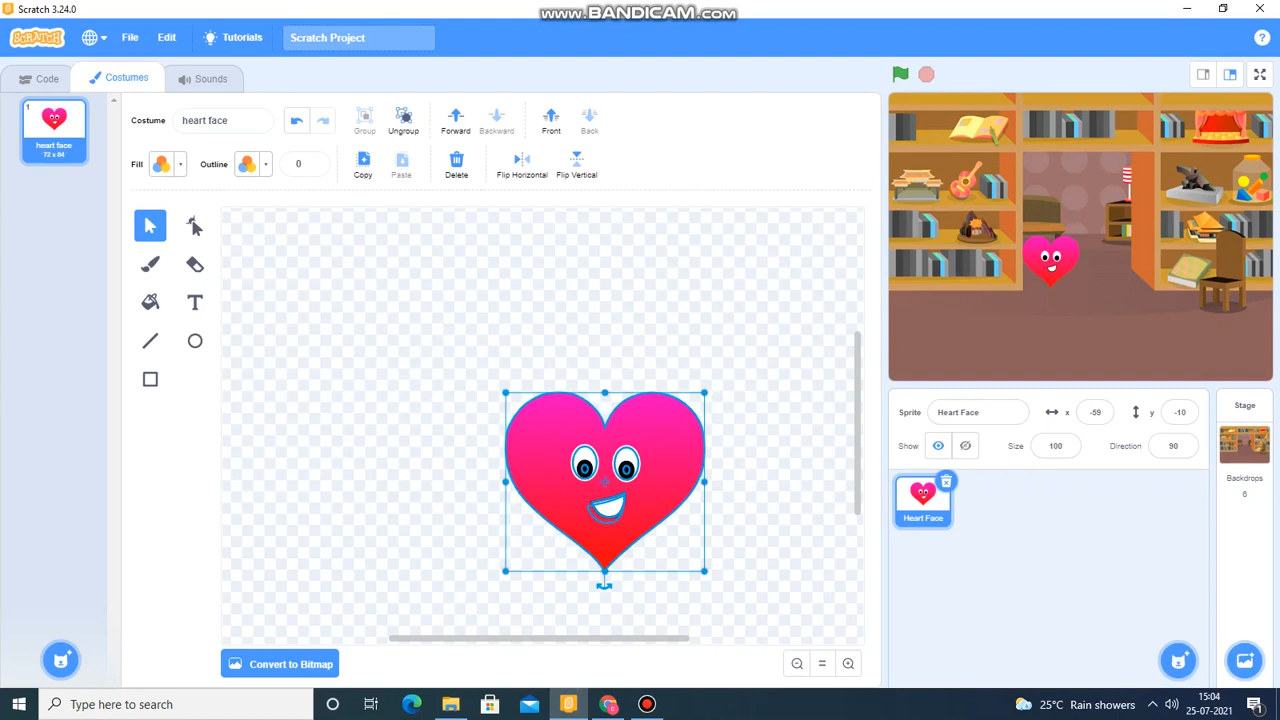 Scratch 3.24.0
www.BANDICAM.com
SCRATCH
File
Edit
Tutorials
Scratch Project
?
Code
Costumes
Sounds
1
heart face
72 x 64
Costume
heart face
Group
Ungroup
Forward
Backward
Front
Back
Fill
Outline
0
Copy
Paste
Delete
Flip Horizontal
Flip Vertical
T
Convert to Bitmap
Sprite
Heart Face
x
-59
y
-10
Show
Size
100
Direction
90
Heart Face
Stage
Backdrops
6
Type here to search
25°C
Rain showers
15:04
25-07-2021
1